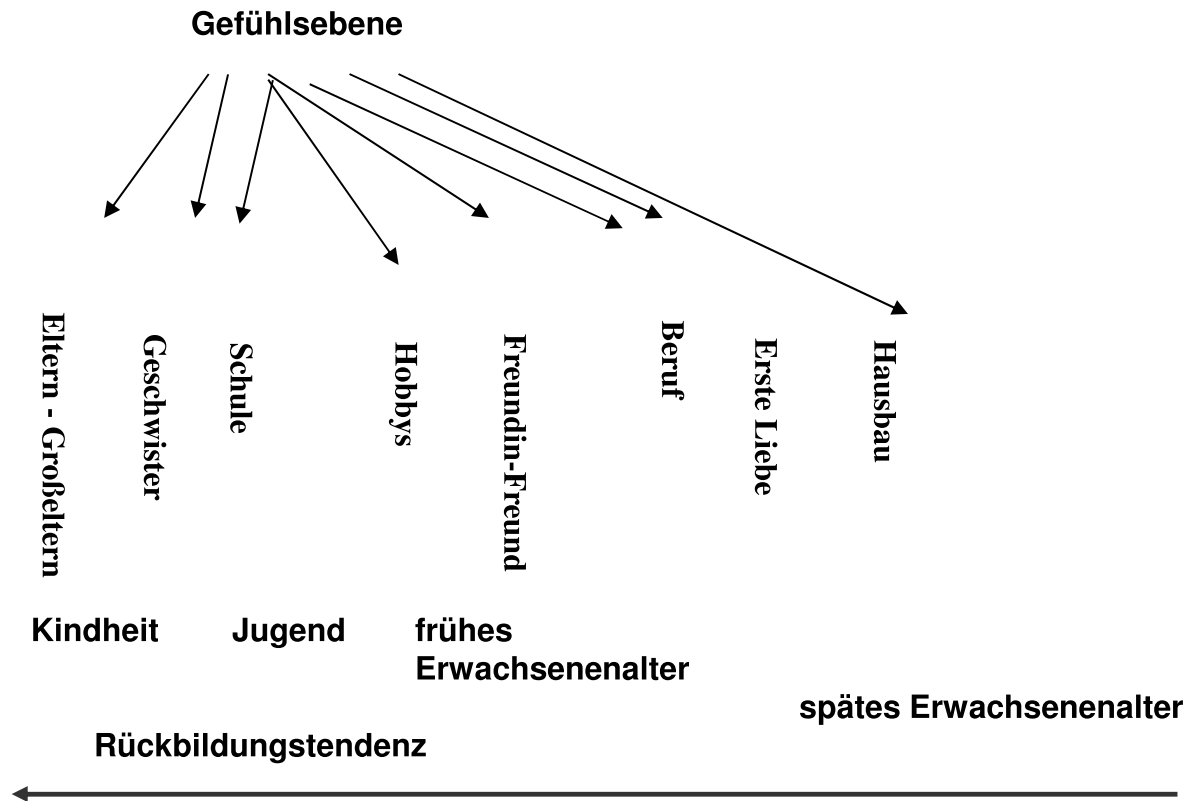 Gefühlsebene
Eltern - Großeltern
Geschwister
Schule
Hobbys
Freundin-Freund
Beruf
Erste Liebe
Hausbau
Kindheit
Jugend
frühes
Erwachsenenalter
spätes Erwachsenenalter
Rückbildungstendenz